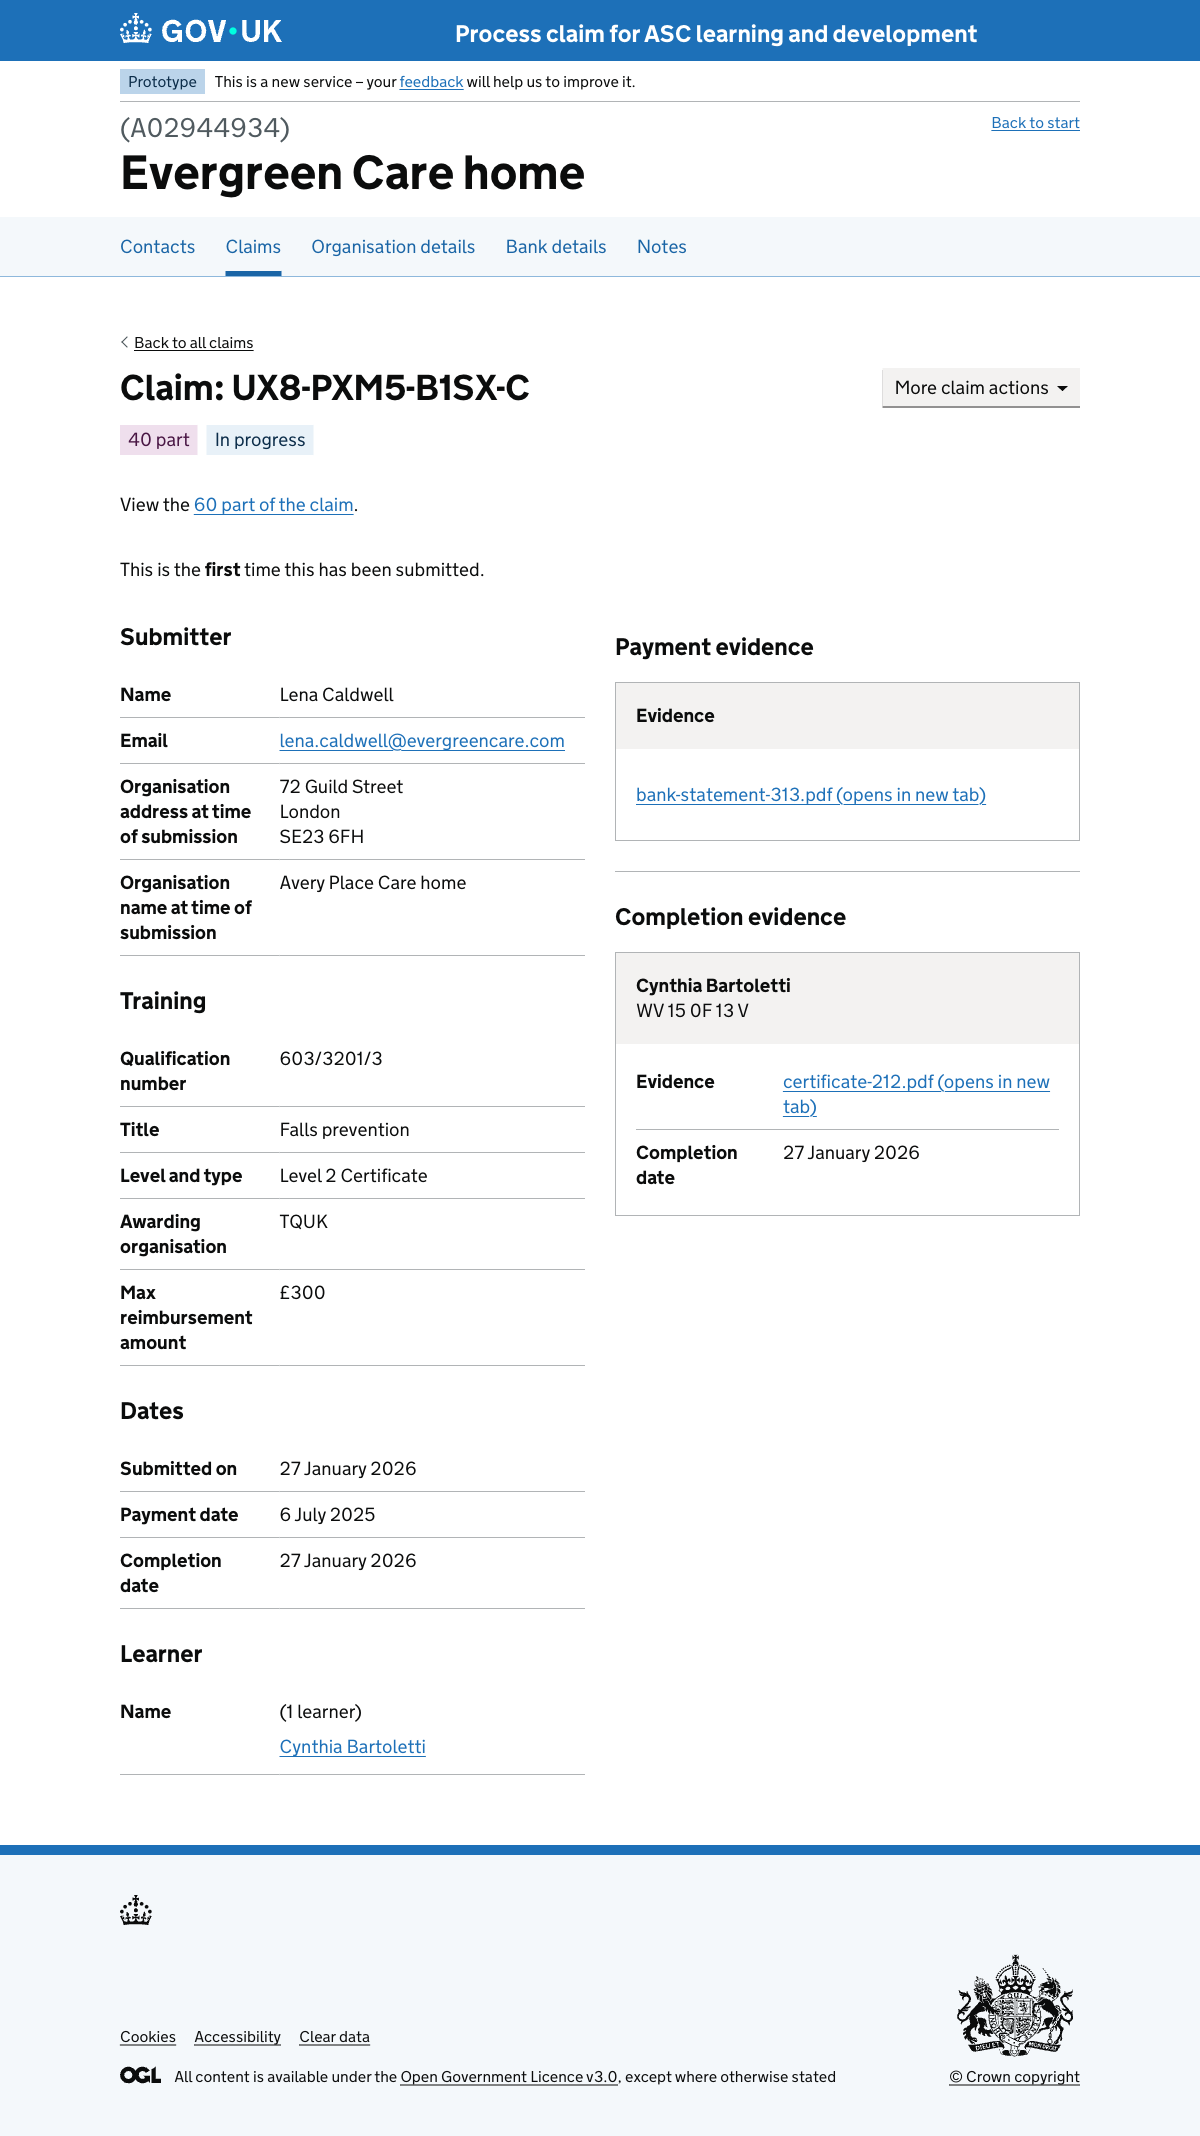 GOV·UK
Process claim for ASC learning and development
Prototype
This is a new service – your feedback will help us to improve it.
(A02944934)
Back to start
Evergreen Care home
Contacts
Claims
Organisation details
Bank details
Notes
Back to all claims
Claim: UX8-PXM5-B1SX-C
More claim actions
40 part
In progress
View the 60 part of the claim.
This is the first time this has been submitted.
Submitter
Name
Lena Caldwell
Email
lena.caldwell@evergreencare.com
Organisation
address at time
of submission
72 Guild Street
London
SE23 6FH
Organisation
name at time of
submission
Avery Place Care home
Training
Qualification
number
603/3201/3
Title
Falls prevention
Level and type
Level 2 Certificate
Awarding
organisation
TQUK
Max
reimbursement
amount
£300
Dates
Submitted on
27 January 2026
Payment date
6 July 2025
Completion
date
27 January 2026
Learner
Name
(1 learner)
Cynthia Bartoletti
Payment evidence
Evidence
bank-statement-313.pdf (opens in new tab)
Completion evidence
Cynthia Bartoletti
WV 15 0F 13 V
Evidence
certificate-212.pdf (opens in new
tab)
Completion
date
27 January 2026
Cookies
Accessibility
Clear data
OGL
All content is available under the Open Government Licence v3.0, except where otherwise stated
© Crown copyright